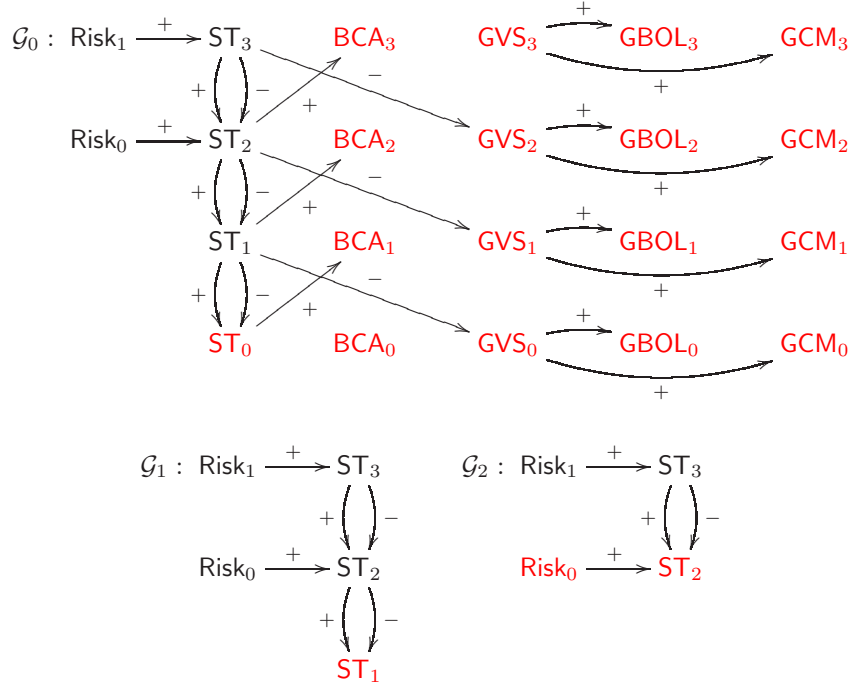 𝒢₀ : Risk₁ + ST₃ BCA₃ GVS₃ + GBOL₃ GCM₃
+ − + − +
Risk₀ + ST₂ BCA₂ GVS₂ + GBOL₂ GCM₂
+ − + − +
ST₁ BCA₁ GVS₁ + GBOL₁ GCM₁
+ − + − +
ST₀ BCA₀ GVS₀ + GBOL₀ GCM₀
+
𝒢₁ : Risk₁ + ST₃
+ −
Risk₀ + ST₂
+ −
ST₁
𝒢₂ : Risk₁ + ST₃
+ −
Risk₀ + ST₂